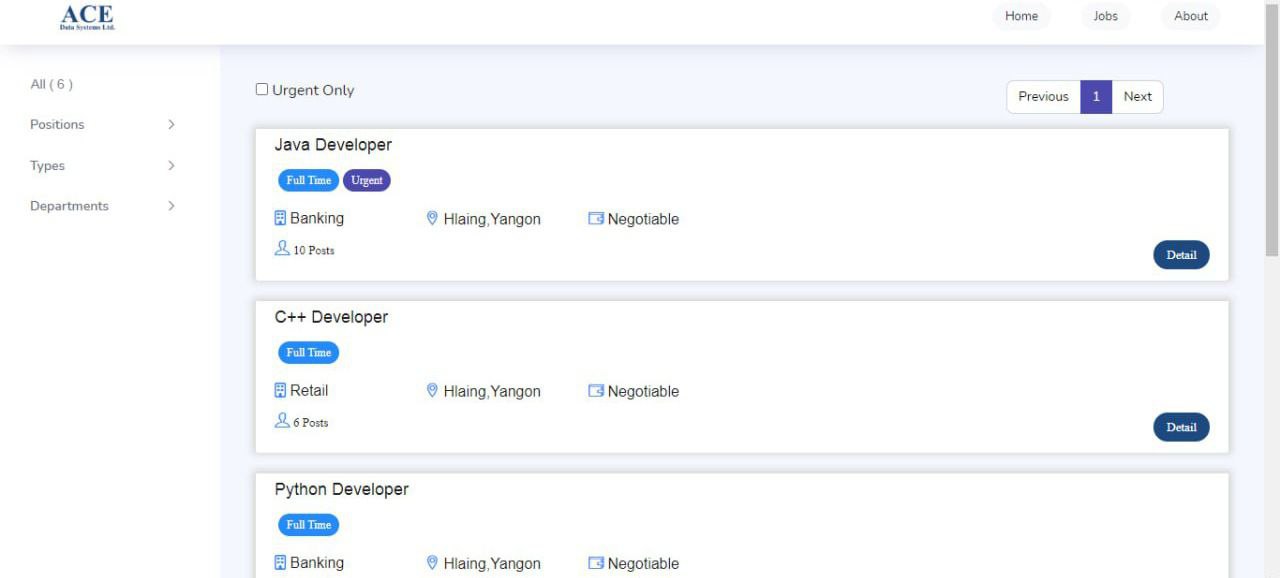 ACE
Data Systems Ltd.
Home Jobs About
All ( 6 )
Positions
Types
Departments
Urgent Only
Previous 1 Next
Java Developer
Full Time Urgent
Banking Hlaing,Yangon Negotiable
10 Posts
Detail
C++ Developer
Full Time
Retail Hlaing,Yangon Negotiable
6 Posts
Detail
Python Developer
Full Time
Banking Hlaing,Yangon Negotiable